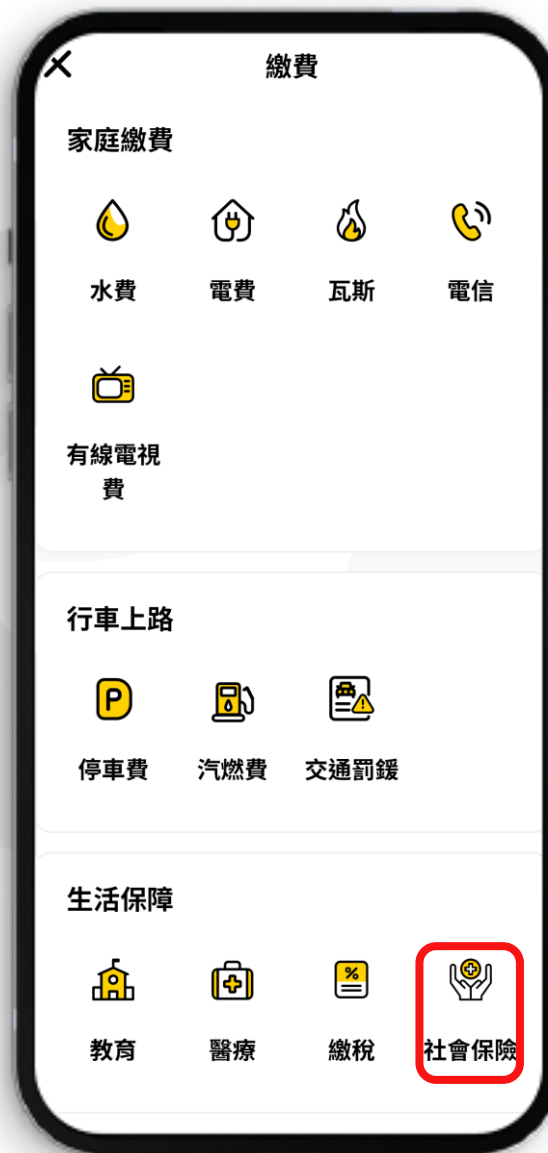 繳費
家庭繳費
水費
電費
瓦斯
電信
有線電視
費
行車上路
P
停車費
汽燃費
交通罰鍰
生活保障
%
教育
醫療
繳稅
社會保險